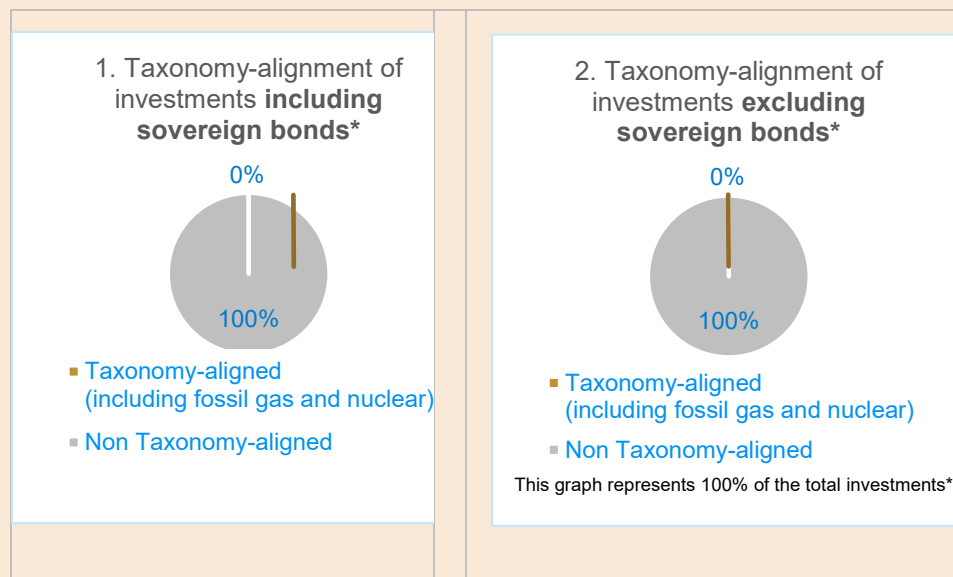 1. Taxonomy-alignment of
investments including
sovereign bonds*
0%
100%
Taxonomy-aligned
(including fossil gas and nuclear)
Non Taxonomy-aligned
2. Taxonomy-alignment of
investments excluding
sovereign bonds*
0%
100%
Taxonomy-aligned
(including fossil gas and nuclear)
Non Taxonomy-aligned
This graph represents 100% of the total investments*